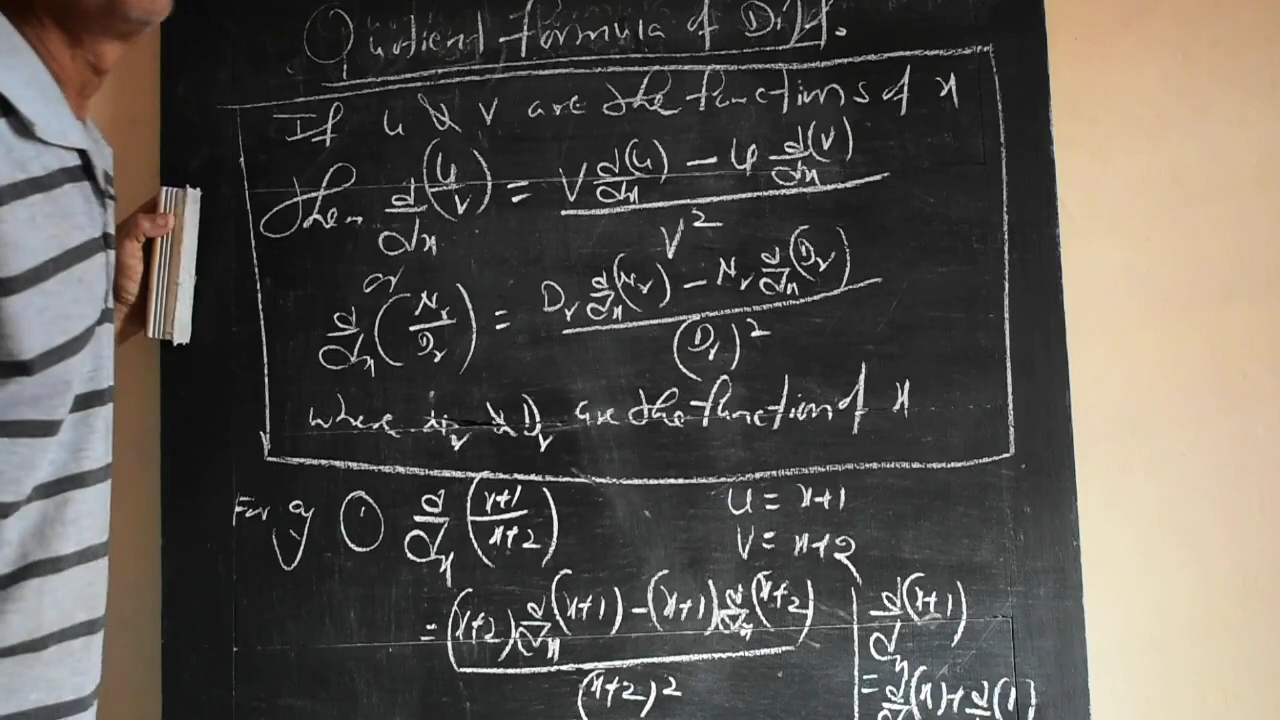 Quotient formula of Diff.
If u & v are the functions of x
Then d/dx (u/v) = (v d(u)/dx - u d(v)/dx) / v²
or
d/dx (Nr/Dr) = (Dr d/dx (Nr) - Nr d/dx (Dr)) / (Dr)²
where Nr & Dr are the function of x
For eg ① d/dx ((x+1)/(x+2))
u = x+1
v = x+2
= ((x+2) d/dx (x+1) - (x+1) d/dx (x+2)) / (x+2)²
d/dx (x+1)
= d/dx (x) + d/dx (1)